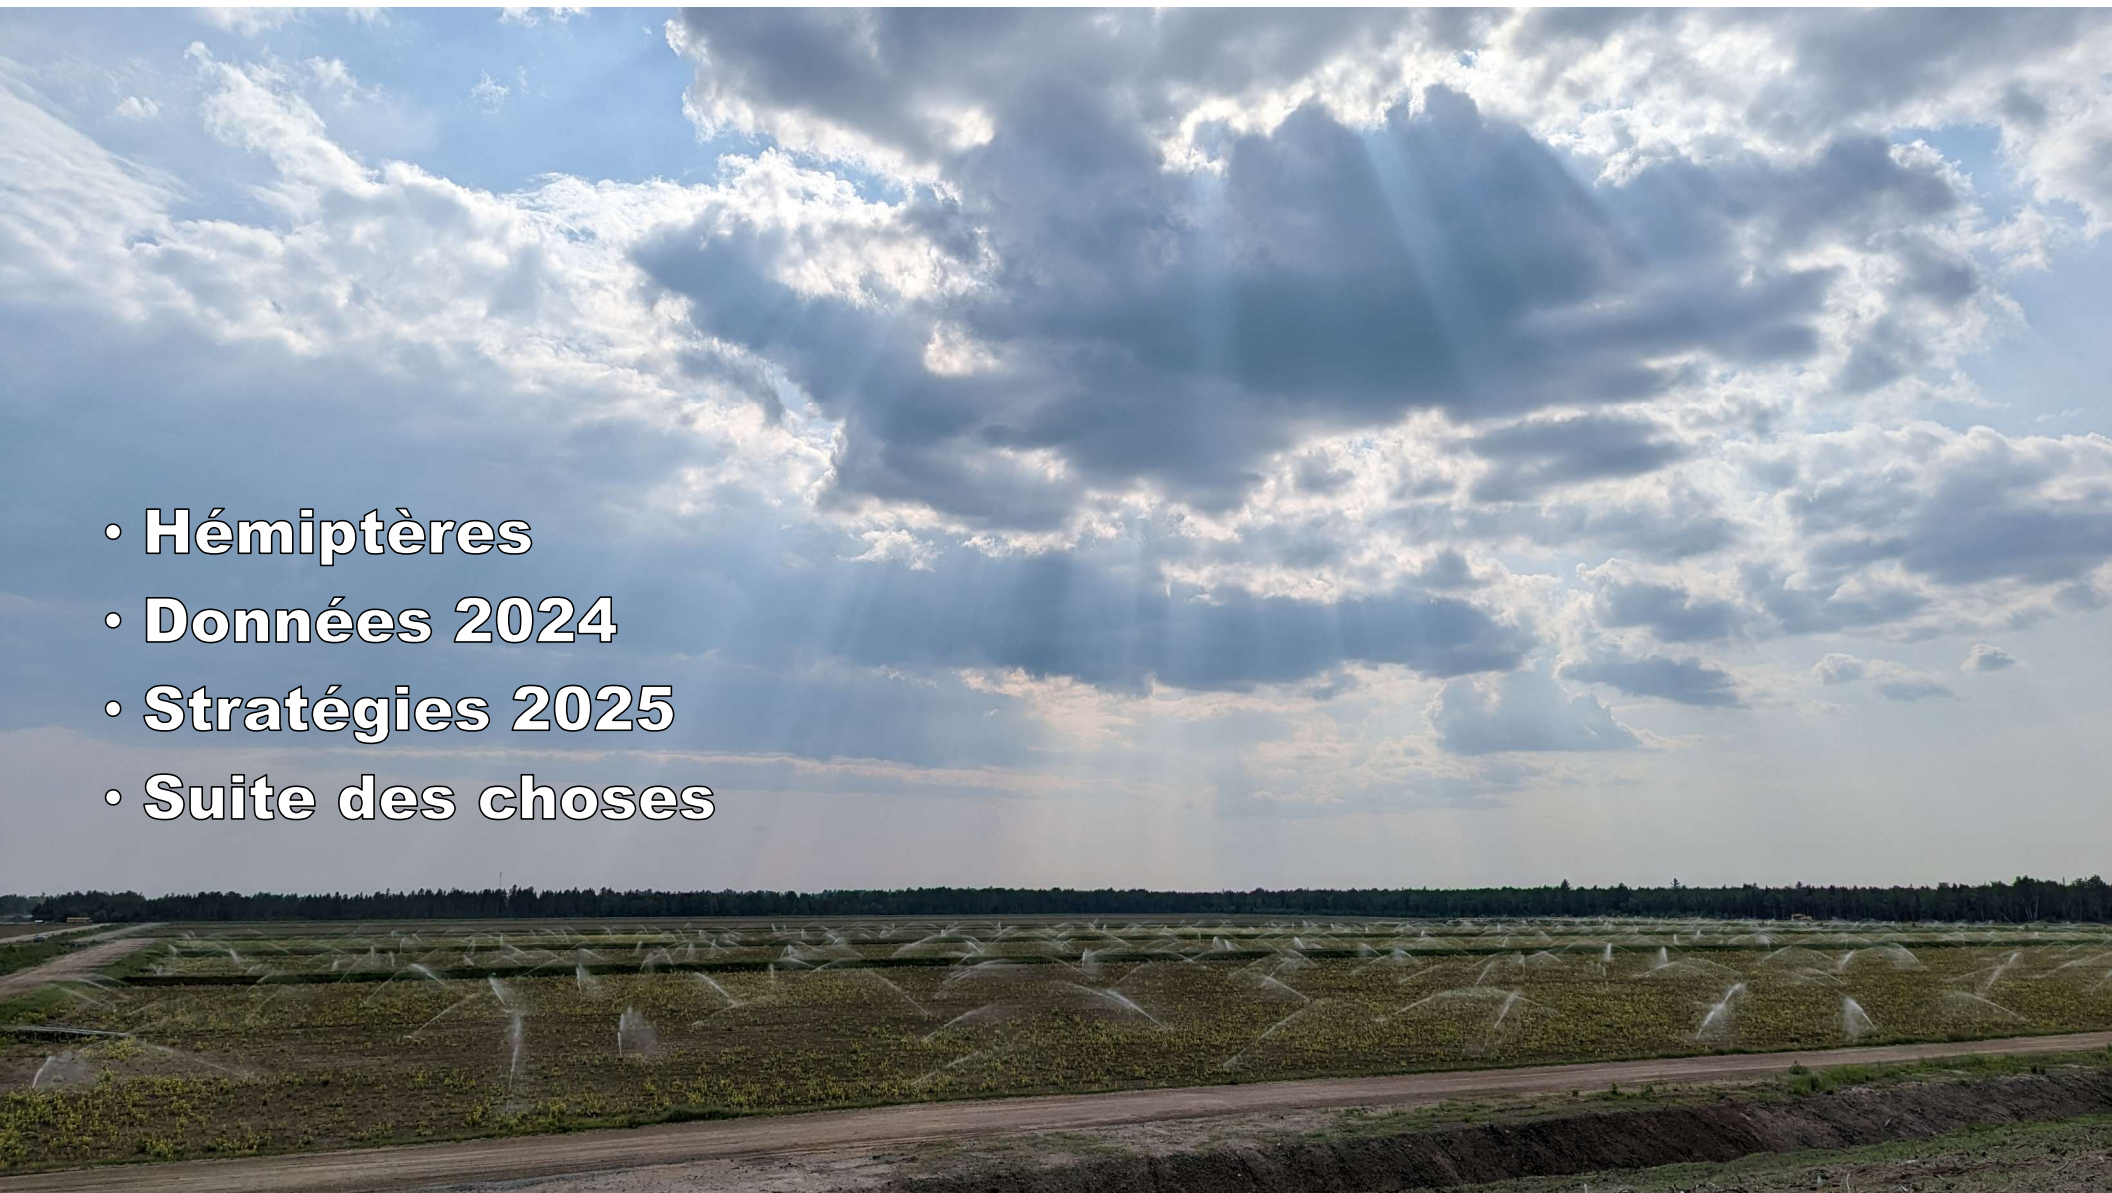 • Hémiptères
• Données 2024
• Stratégies 2025
• Suite des choses